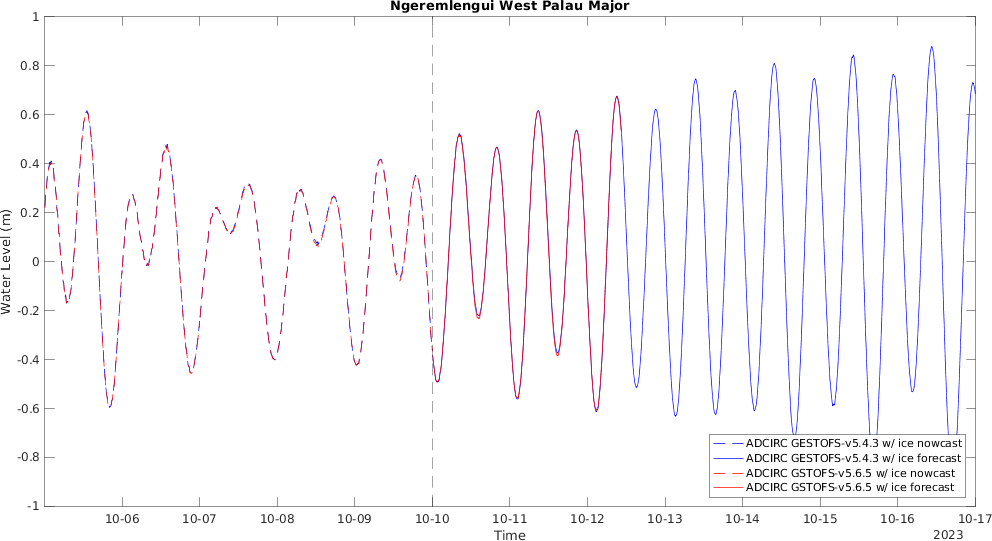 Ngeremlengui West Palau Major
1
0.8
0.6
0.4
0.2
0
-0.2
-0.4
-0.6
-0.8
-1
Water Level (m)
ADCIRC GESTOFS-v5.4.3 w/ ice nowcast
ADCIRC GESTOFS-v5.4.3 w/ ice forecast
ADCIRC GSTOFS-v5.6.5 w/ ice nowcast
ADCIRC GSTOFS-v5.6.5 w/ ice forecast
10-06 10-07 10-08 10-09 10-10 10-11 10-12 10-13 10-14 10-15 10-16 10-17
Time
2023